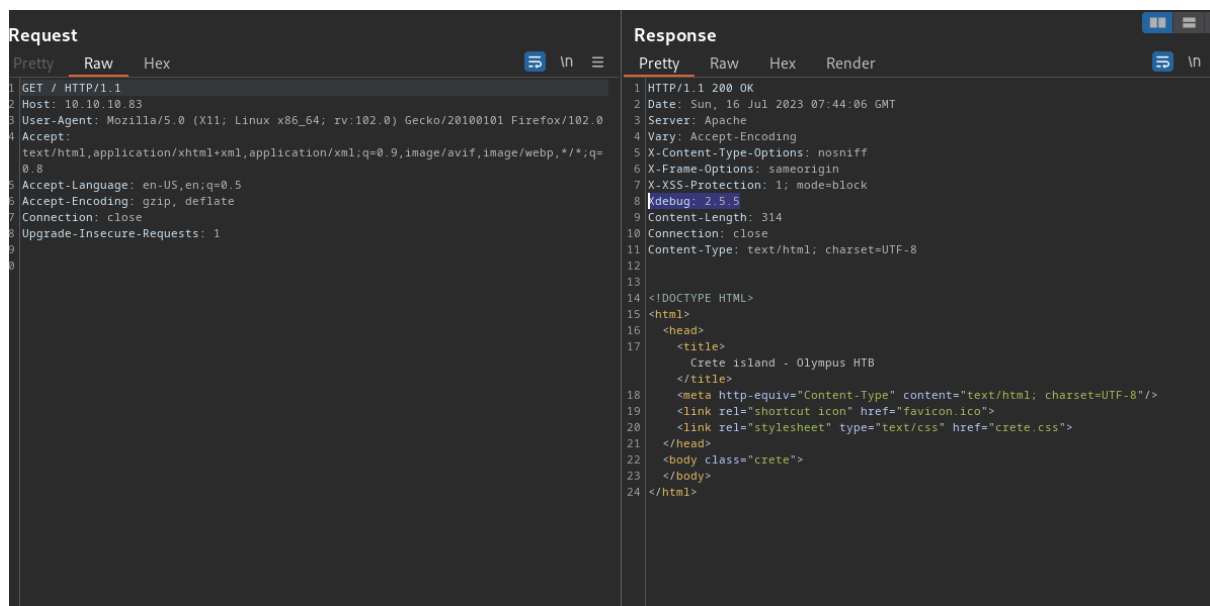 Request
Pretty Raw Hex \n
1 GET / HTTP/1.1
2 Host: 10.10.10.83
3 User-Agent: Mozilla/5.0 (X11; Linux x86_64; rv:102.0) Gecko/20100101 Firefox/102.0
4 Accept:
text/html,application/xhtml+xml,application/xml;q=0.9,image/avif,image/webp,*/*;q=
0.8
5 Accept-Language: en-US,en;q=0.5
6 Accept-Encoding: gzip, deflate
7 Connection: close
8 Upgrade-Insecure-Requests: 1
9
0
Response
Pretty Raw Hex Render \n
1 HTTP/1.1 200 OK
2 Date: Sun, 16 Jul 2023 07:44:06 GMT
3 Server: Apache
4 Vary: Accept-Encoding
5 X-Content-Type-Options: nosniff
6 X-Frame-Options: sameorigin
7 X-XSS-Protection: 1; mode=block
8 Xdebug: 2.5.5
9 Content-Length: 314
10 Connection: close
11 Content-Type: text/html; charset=UTF-8
12
13
14 <!DOCTYPE HTML>
15 <html>
16 <head>
17 <title>
Crete island - Olympus HTB
</title>
18 <meta http-equiv="Content-Type" content="text/html; charset=UTF-8"/>
19 <link rel="shortcut icon" href="favicon.ico">
20 <link rel="stylesheet" type="text/css" href="crete.css">
21 </head>
22 <body class="crete">
23 </body>
24 </html>